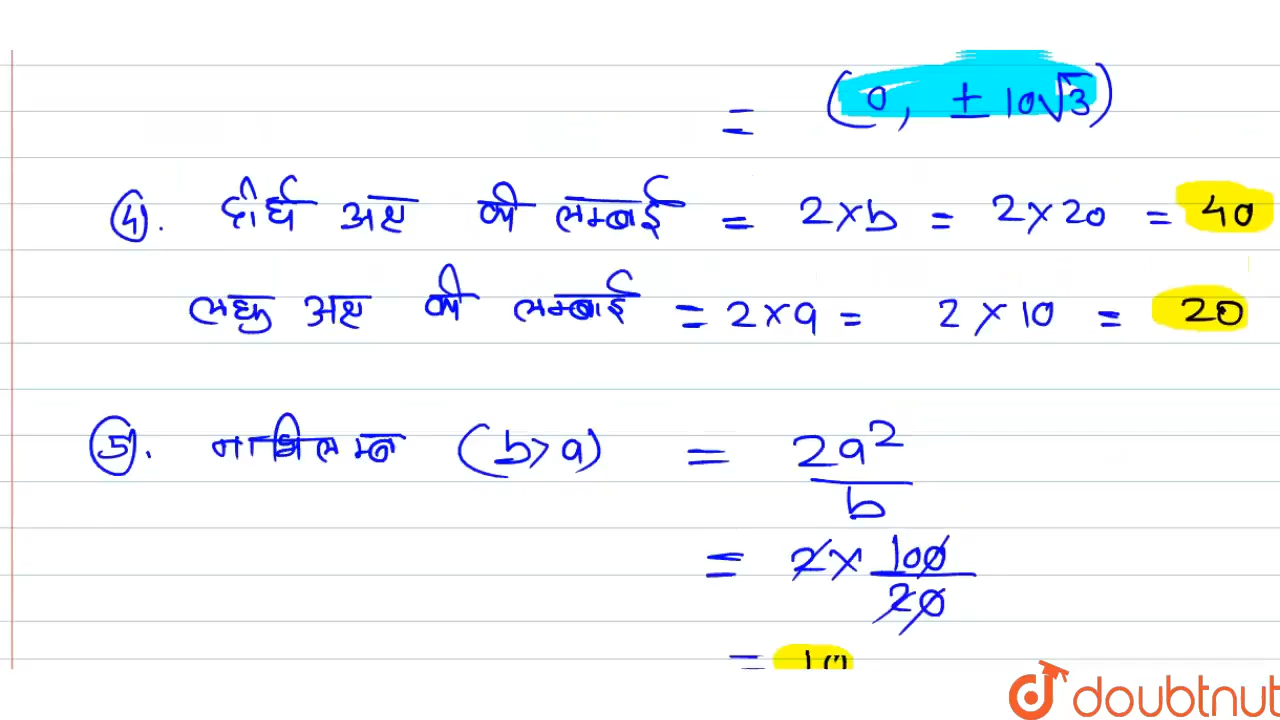 = (0, ± 10√3)
④. दीर्घ अक्ष की लम्बाई = 2×b = 2×20 = 40
लघु अक्ष की लम्बाई = 2×a = 2×10 = 20
⑤. नाभिलम्ब (b>a) = 2a²/b
= 2×100/20
= 10
doubtnut